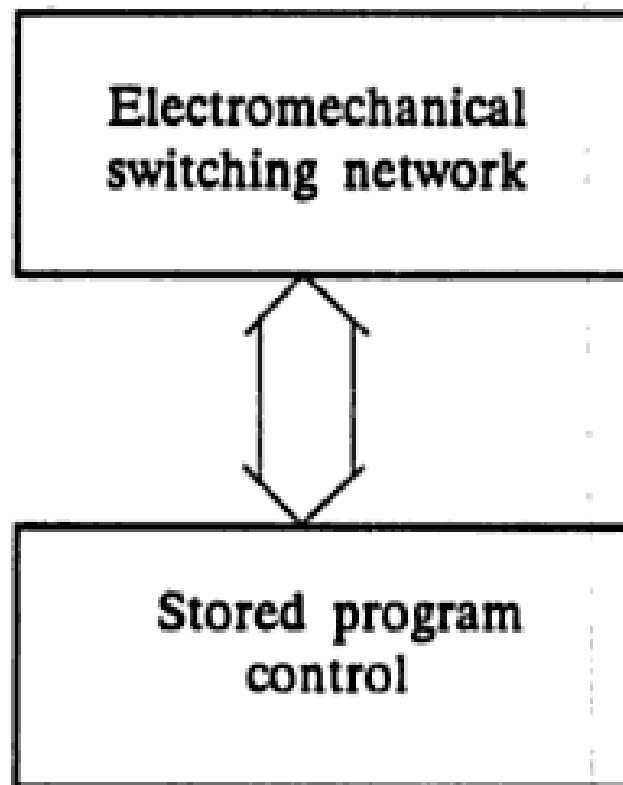 Electromechanical
switching network
Stored program
control